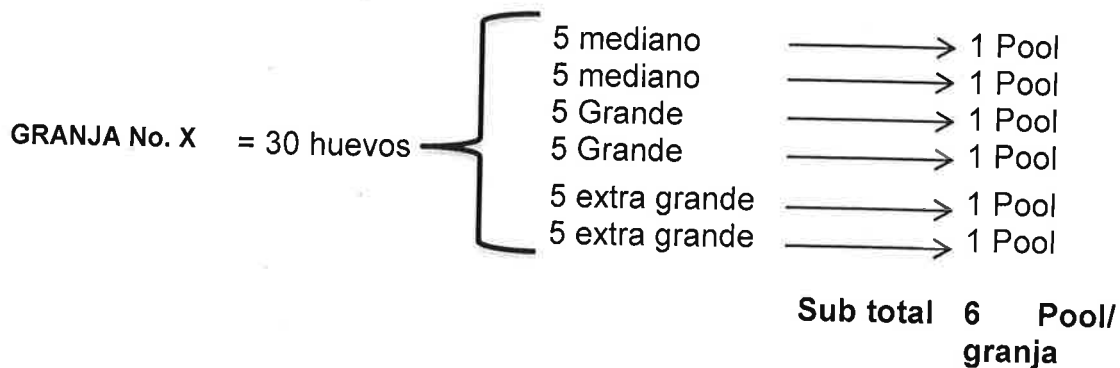 5 mediano 1 Pool
5 mediano 1 Pool
5 Grande 1 Pool
GRANJA No. X = 30 huevos
5 Grande 1 Pool
5 extra grande 1 Pool
5 extra grande 1 Pool
Sub total 6 Pool/
granja